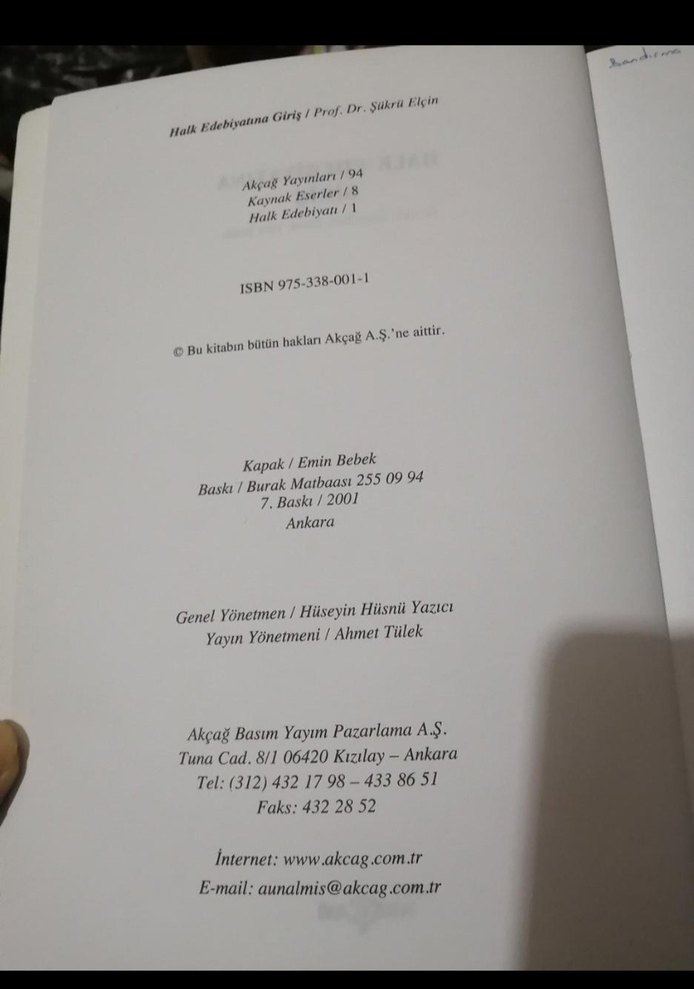 Halk Edebiyatına Giriş / Prof. Dr. Şükrü Elçin
Akçağ Yayınları / 94
Kaynak Eserler / 8
Halk Edebiyatı / 1
ISBN 975-338-001-1
© Bu kitabın bütün hakları Akçağ A.Ş.'ne aittir.
Kapak / Emin Bebek
Baskı / Burak Matbaası 255 09 94
7. Baskı / 2001
Ankara
Genel Yönetmen / Hüseyin Hüsnü Yazıcı
Yayın Yönetmeni / Ahmet Tülek
Akçağ Basım Yayım Pazarlama A.Ş.
Tuna Cad. 8/1 06420 Kızılay – Ankara
Tel: (312) 432 17 98 – 433 86 51
Faks: 432 28 52
İnternet: www.akcag.com.tr
E-mail: aunalmis@akcag.com.tr